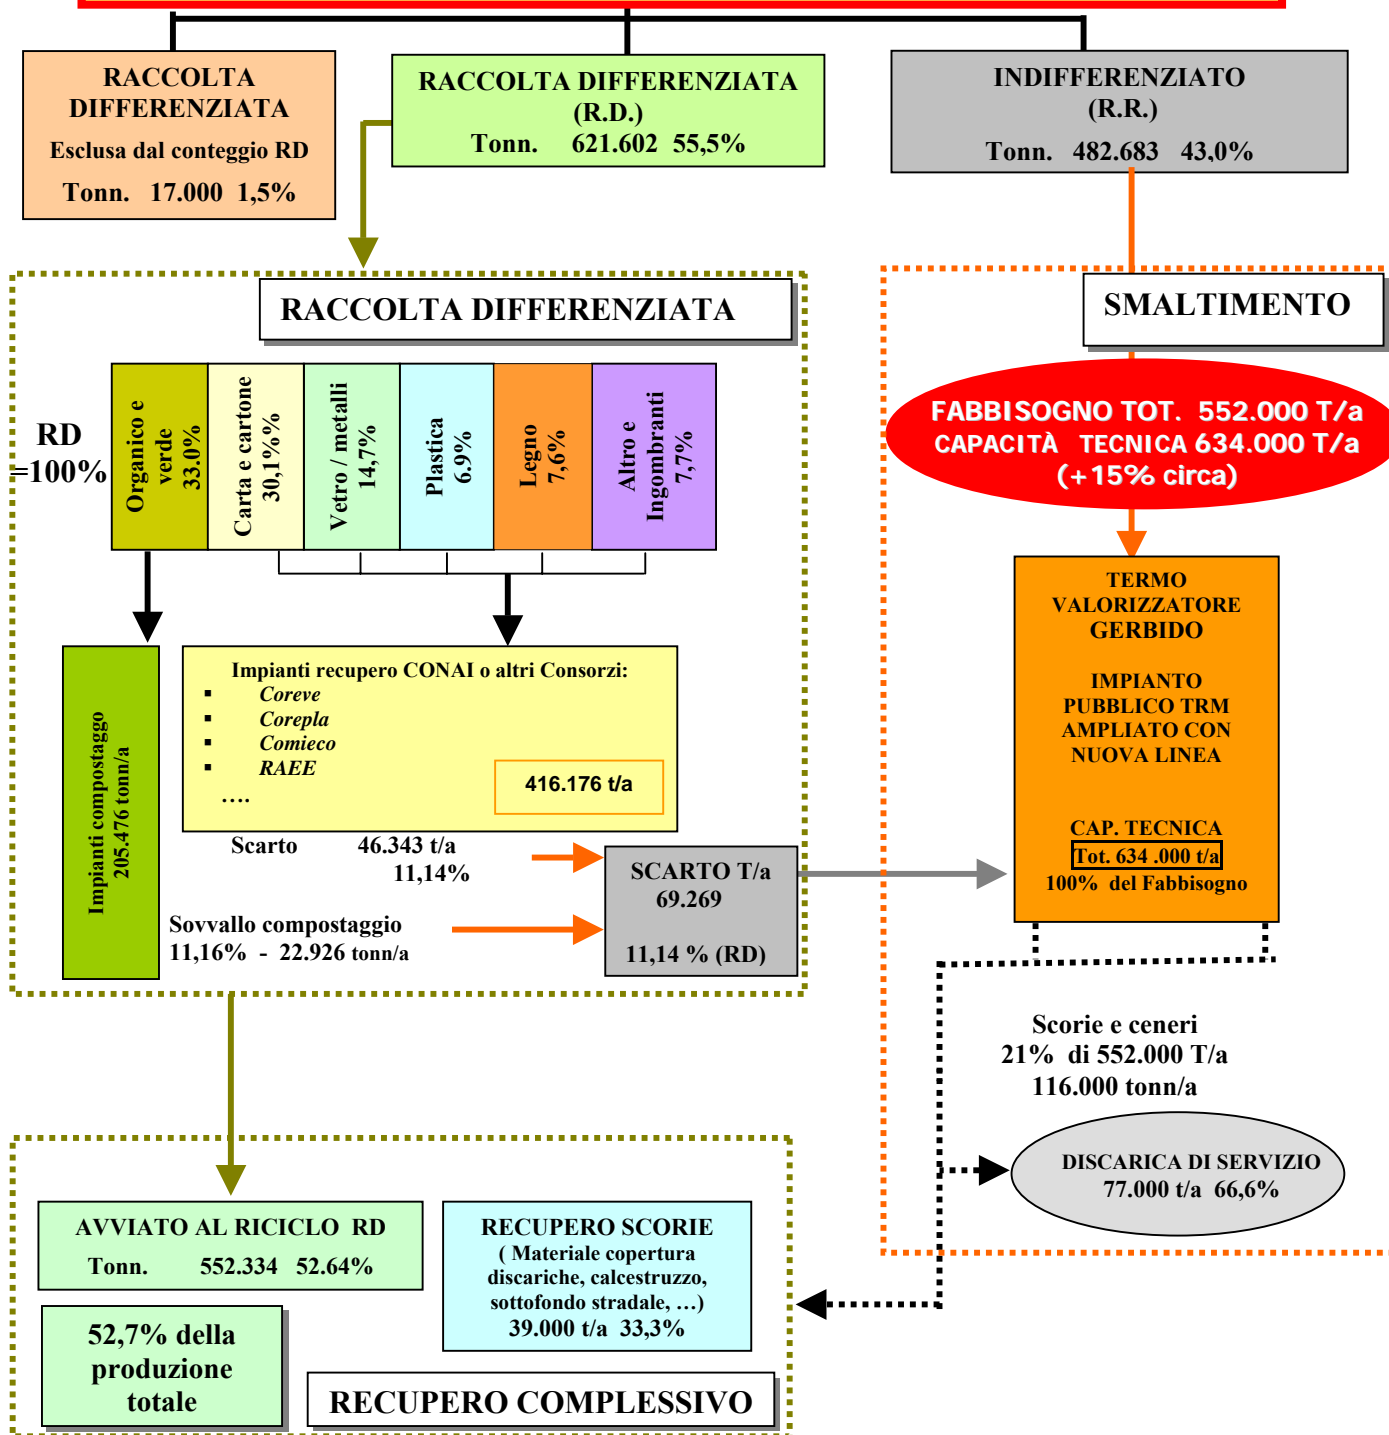 RACCOLTA
DIFFERENZIATA
Esclusa dal conteggio RD
Tonn. 17.000 1,5%
RACCOLTA DIFFERENZIATA
(R.D.)
Tonn. 621.602 55,5%
INDIFFERENZIATO
(R.R.)
Tonn. 482.683 43,0%
RACCOLTA DIFFERENZIATA
RD
=100%
Organico e
verde
33.0%
Carta e cartone
30,1%%
Vetro / metalli
14,7%
Plastica
6.9%
Legno
7,6%
Altro e
Ingombranti
7,7%
Impianti compostaggo
205.476 tonn/a
Impianti recupero CONAI o altri Consorzi:
▪ Coreve
▪ Corepla
▪ Comieco
▪ RAEE
….
416.176 t/a
Scarto 46.343 t/a
11,14%
Sovvallo compostaggio
11,16% - 22.926 tonn/a
SCARTO T/a
69.269
11,14 % (RD)
SMALTIMENTO
FABBISOGNO TOT. 552.000 T/a
CAPACITÀ TECNICA 634.000 T/a
(+15% circa)
TERMO
VALORIZZATORE
GERBIDO
IMPIANTO
PUBBLICO TRM
AMPLIATO CON
NUOVA LINEA
CAP. TECNICA
Tot. 634 .000 t/a
100% del Fabbisogno
Scorie e ceneri
21% di 552.000 T/a
116.000 tonn/a
DISCARICA DI SERVIZIO
77.000 t/a 66,6%
AVVIATO AL RICICLO RD
Tonn. 552.334 52.64%
52,7% della
produzione
totale
RECUPERO SCORIE
( Materiale copertura
discariche, calcestruzzo,
sottofondo stradale, …)
39.000 t/a 33,3%
RECUPERO COMPLESSIVO